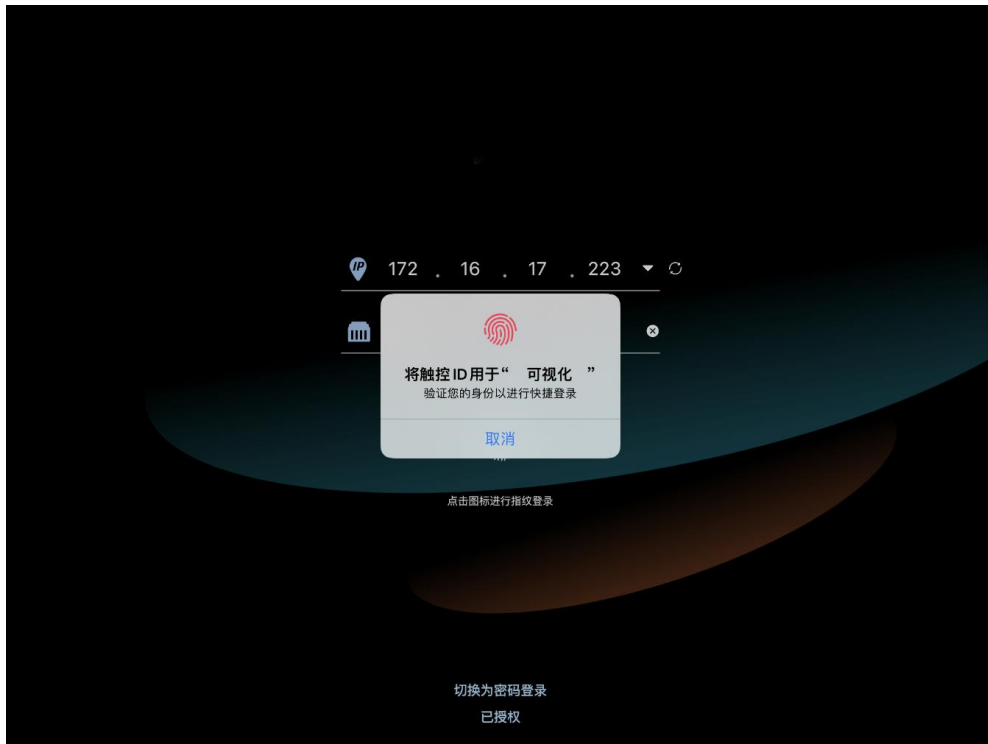 IP 172 . 16 . 17 . 223
将触控 ID 用于“ 可视化 ”
验证您的身份以进行快捷登录
取消
点击图标进行指纹登录
切换为密码登录
已授权